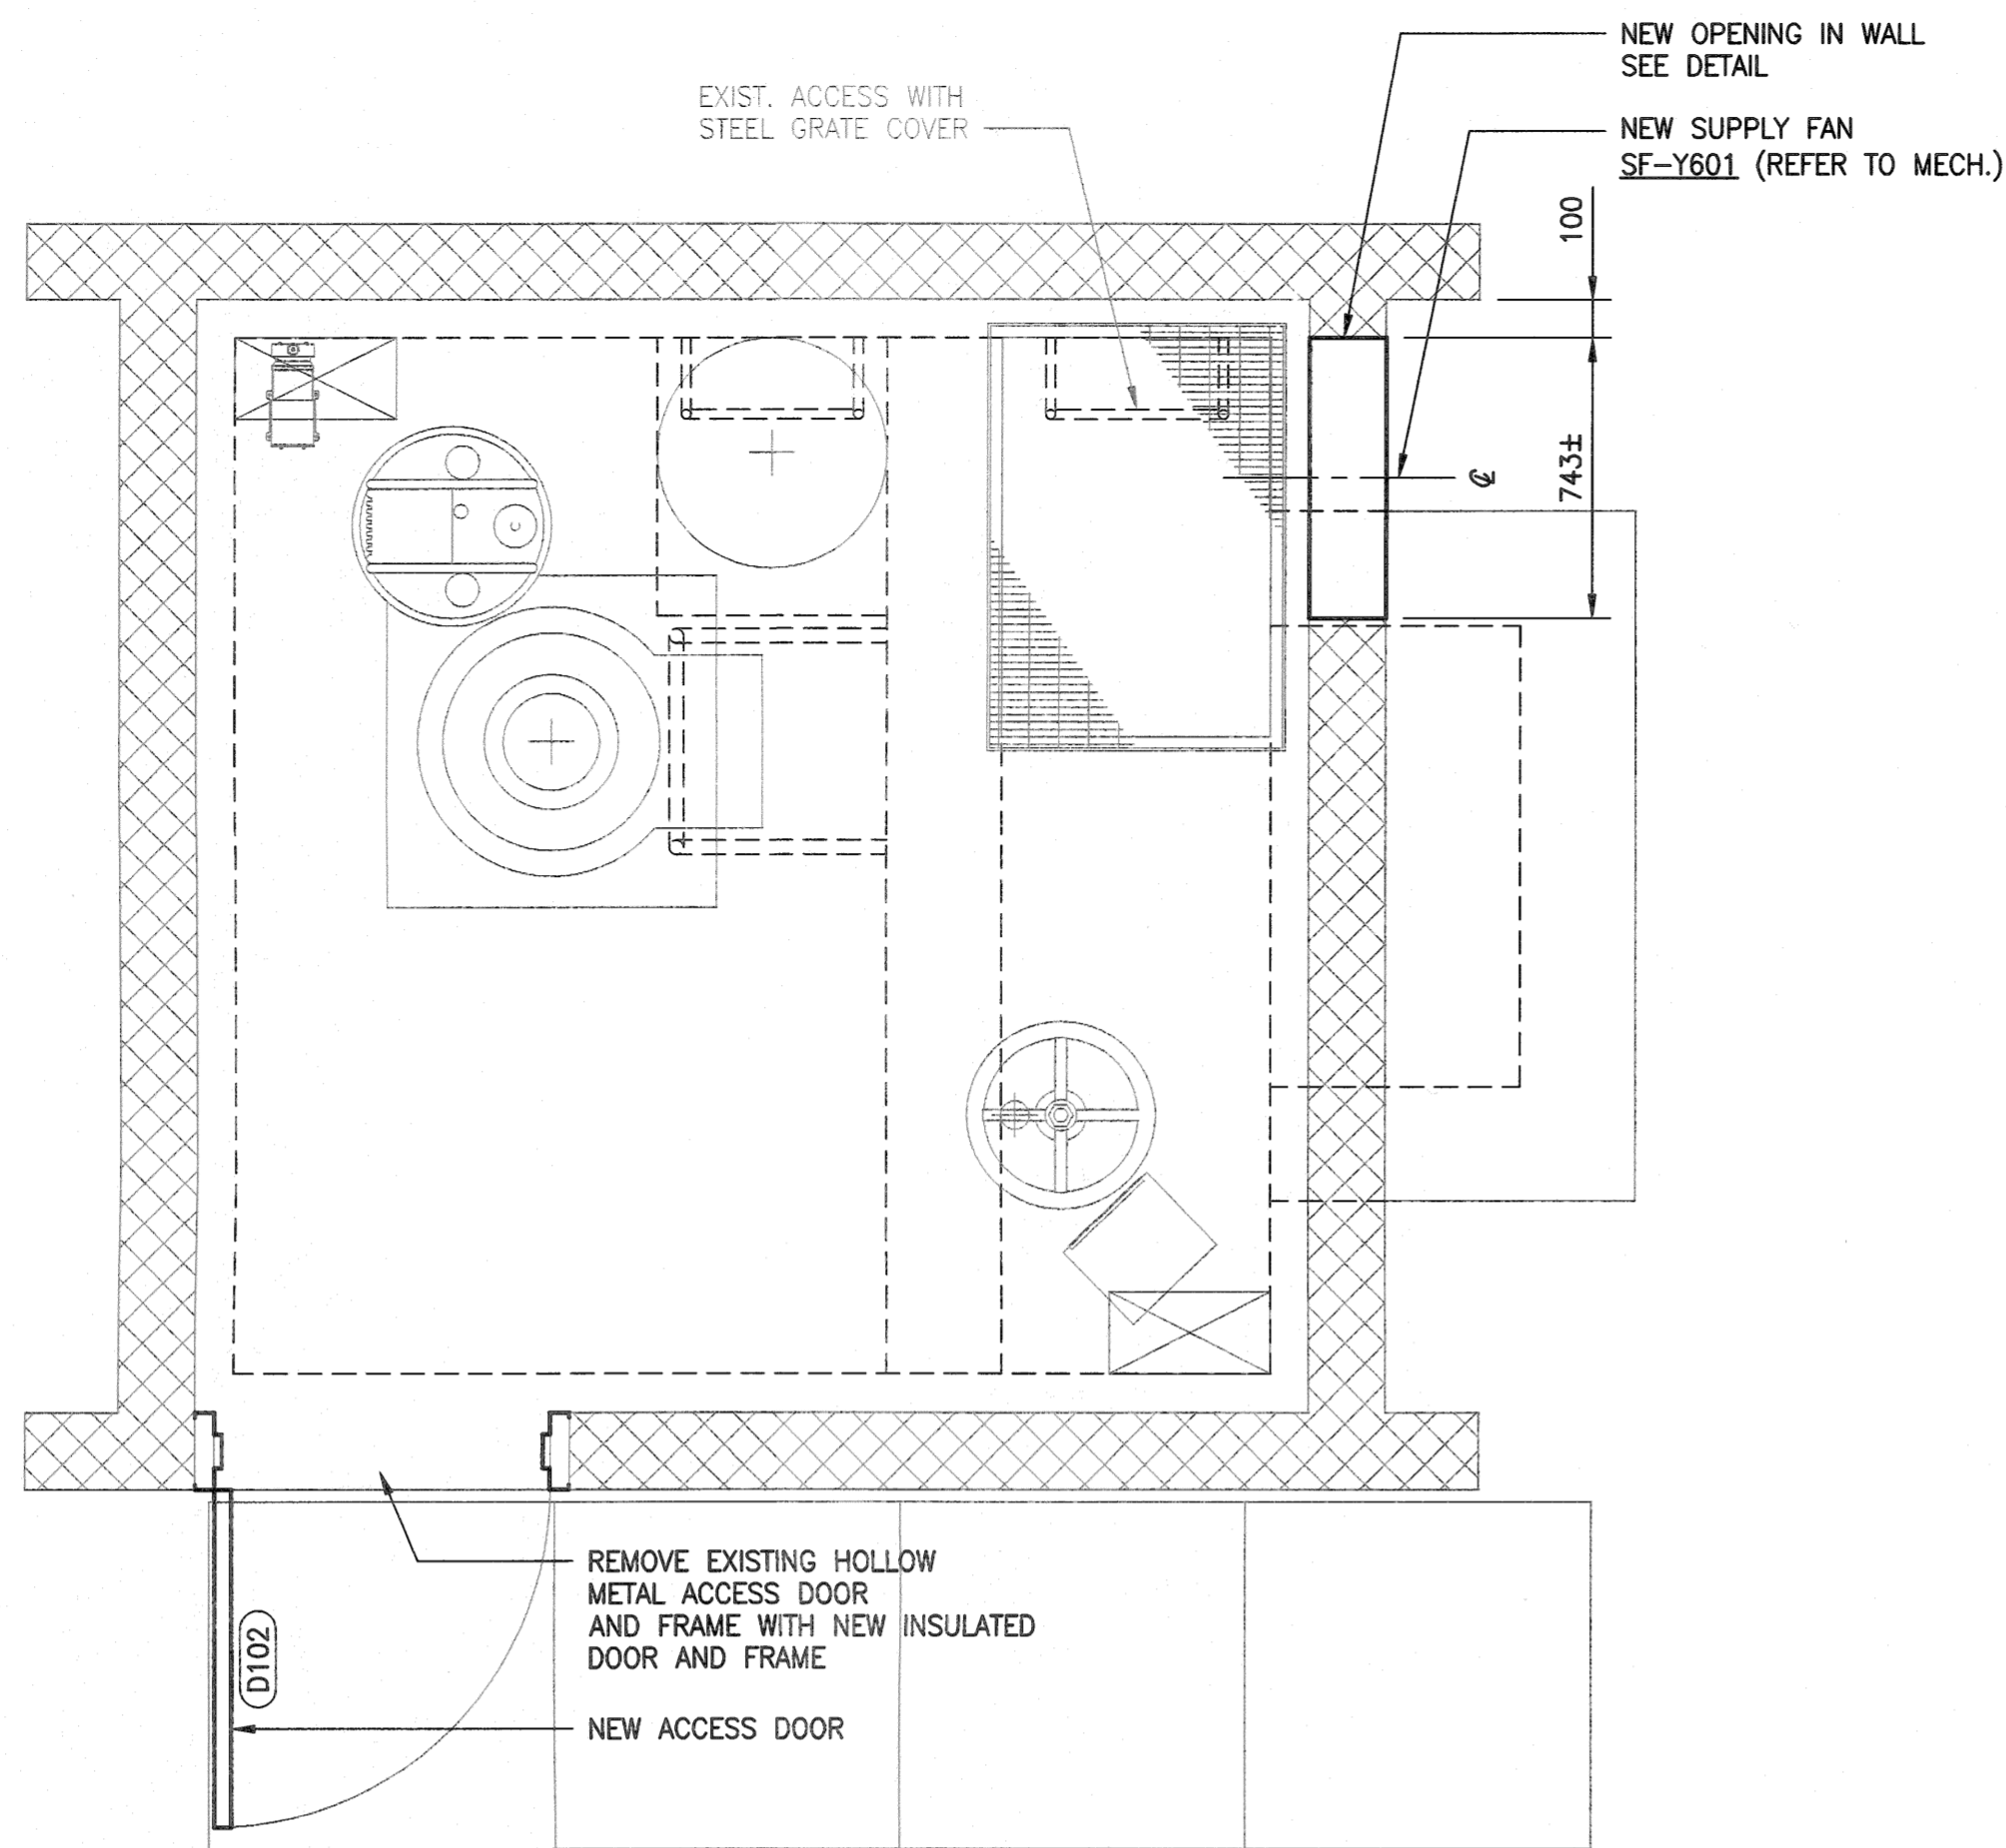 NEW OPENING IN WALL
SEE DETAIL
EXIST. ACCESS WITH
STEEL GRATE COVER
NEW SUPPLY FAN
SF-Y601 (REFER TO MECH.)
100
743±
℄
REMOVE EXISTING HOLLOW
METAL ACCESS DOOR
AND FRAME WITH NEW INSULATED
DOOR AND FRAME
D102
NEW ACCESS DOOR